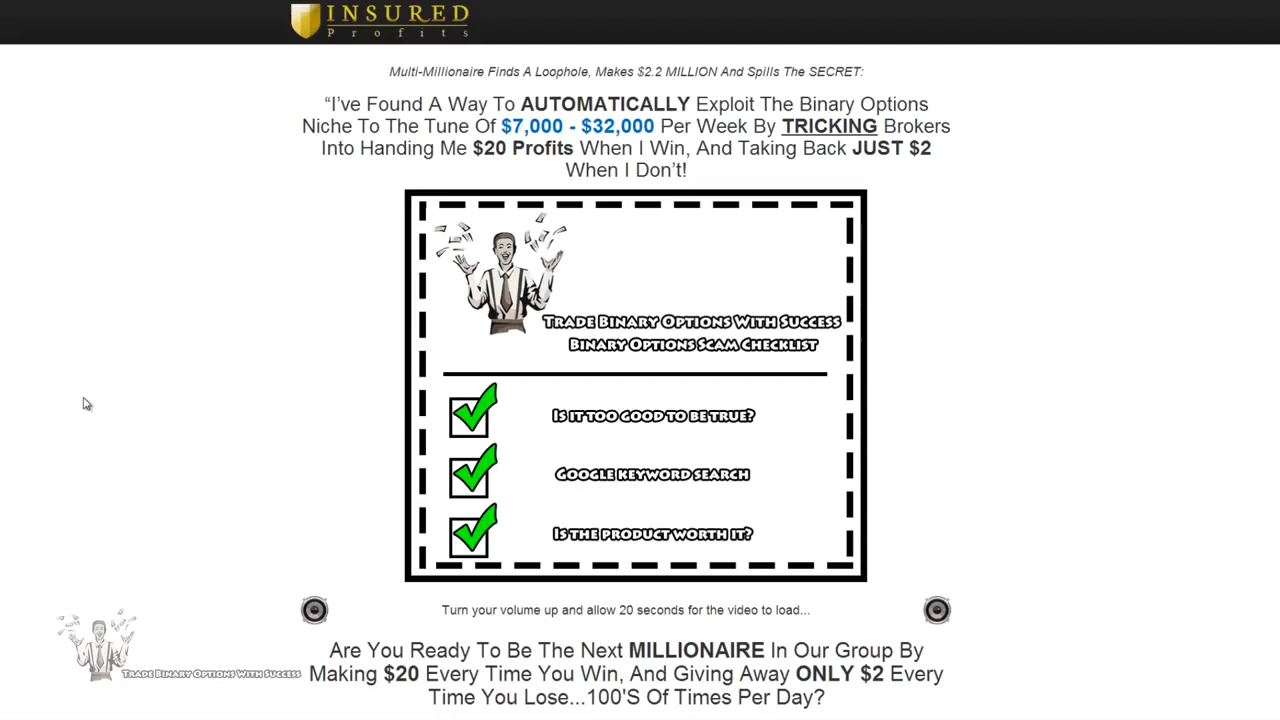 INSURED
Profits
Multi-Millionaire Finds A Loophole, Makes $2.2 MILLION And Spills The SECRET:
“I’ve Found A Way To AUTOMATICALLY Exploit The Binary Options
Niche To The Tune Of $7,000 - $32,000 Per Week By TRICKING Brokers
Into Handing Me $20 Profits When I Win, And Taking Back JUST $2
When I Don’t!
Trade Binary Options With Success
Binary Options Scam Checklist
Is it too good to be true?
Google keyword search
Is the product worth it?
Turn your volume up and allow 20 seconds for the video to load...
Are You Ready To Be The Next MILLIONAIRE In Our Group By
Making $20 Every Time You Win, And Giving Away ONLY $2 Every
Time You Lose...100'S Of Times Per Day?
Trade Binary Options With Success